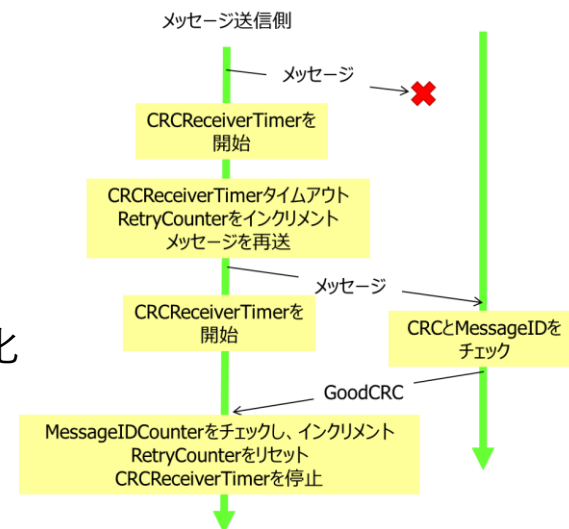 メッセージ送信側
メッセージ
CRCReceiverTimerを
開始
CRCReceiverTimerタイムアウト
RetryCounterをインクリメント
メッセージを再送
メッセージ
CRCReceiverTimerを
開始
化
CRCとMessageIDを
チェック
GoodCRC
MessageIDCounterをチェックし、インクリメント
RetryCounterをリセット
CRCReceiverTimerを停止